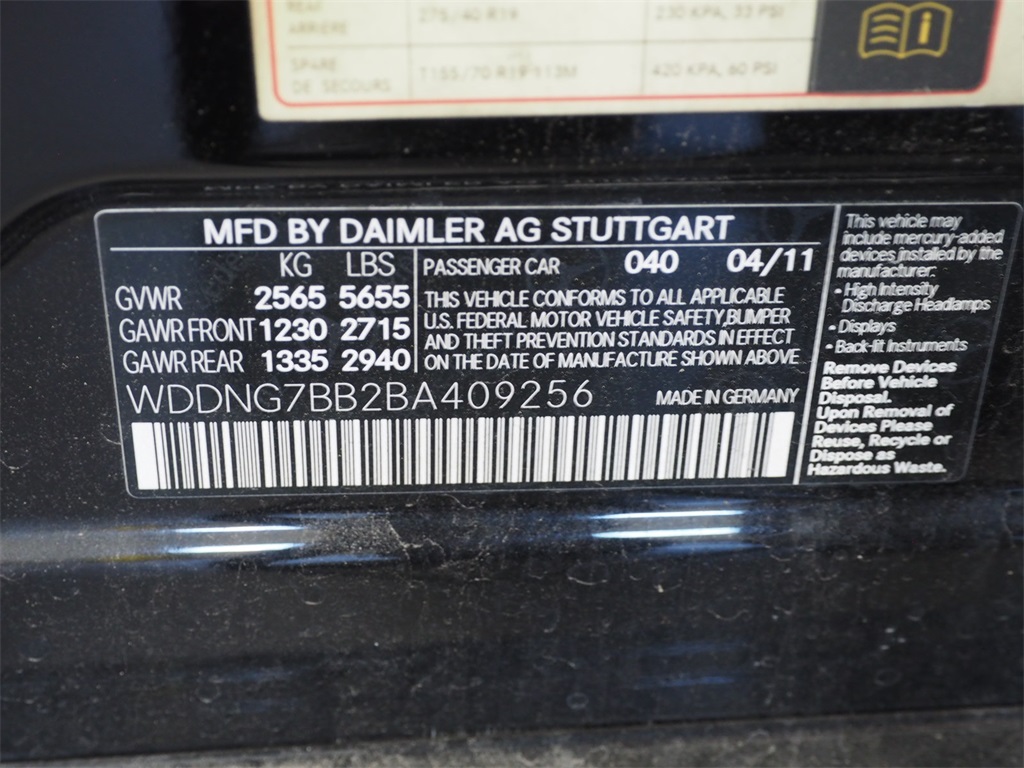 REAR 275/40 R19 230 KPA, 33 PSI
ARRIERE
SPARE T155/70 R19 113M 420 KPA, 60 PSI
DE SECOURS
MFD BY DAIMLER AG STUTTGART
KG LBS
GVWR 2565 5655
GAWR FRONT 1230 2715
GAWR REAR 1335 2940
PASSENGER CAR 040 04/11
THIS VEHICLE CONFORMS TO ALL APPLICABLE
U.S. FEDERAL MOTOR VEHICLE SAFETY,BUMPER
AND THEFT PREVENTION STANDARDS IN EFFECT
ON THE DATE OF MANUFACTURE SHOWN ABOVE
WDDNG7BB2BA409256 MADE IN GERMANY
This vehicle may
include mercury-added
devices installed by the
manufacturer:
• High Intensity
Discharge Headlamps
• Displays
• Back-lit Instruments
Remove Devices
Before Vehicle
Disposal.
Upon Removal of
Devices Please
Reuse, Recycle or
Dispose as
Hazardous Waste.